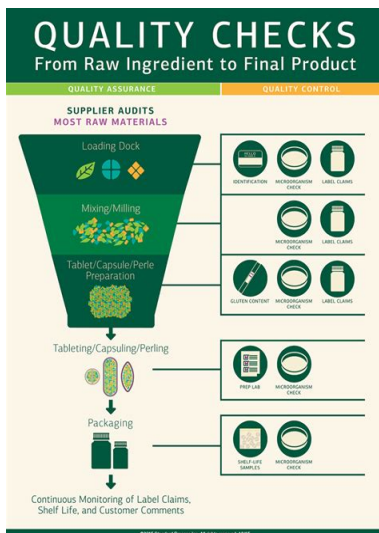 QUALITY CHECKS
From Raw Ingredient to Final Product
QUALITY ASSURANCE
QUALITY CONTROL
SUPPLIER AUDITS
MOST RAW MATERIALS
Loading Dock
IDENTIFICATION
MICROORGANISM
CHECK
LABEL CLAIMS
Mixing/Milling
MICROORGANISM
CHECK
LABEL CLAIMS
Tablet/Capsule/Perle
Preparation
GLUTEN CONTENT
MICROORGANISM
CHECK
LABEL CLAIMS
Tableting/Capsuling/Perling
PREP LAB
MICROORGANISM
CHECK
Packaging
SHELF-LIFE
SAMPLES
MICROORGANISM
CHECK
Continuous Monitoring of Label Claims,
Shelf Life, and Customer Comments